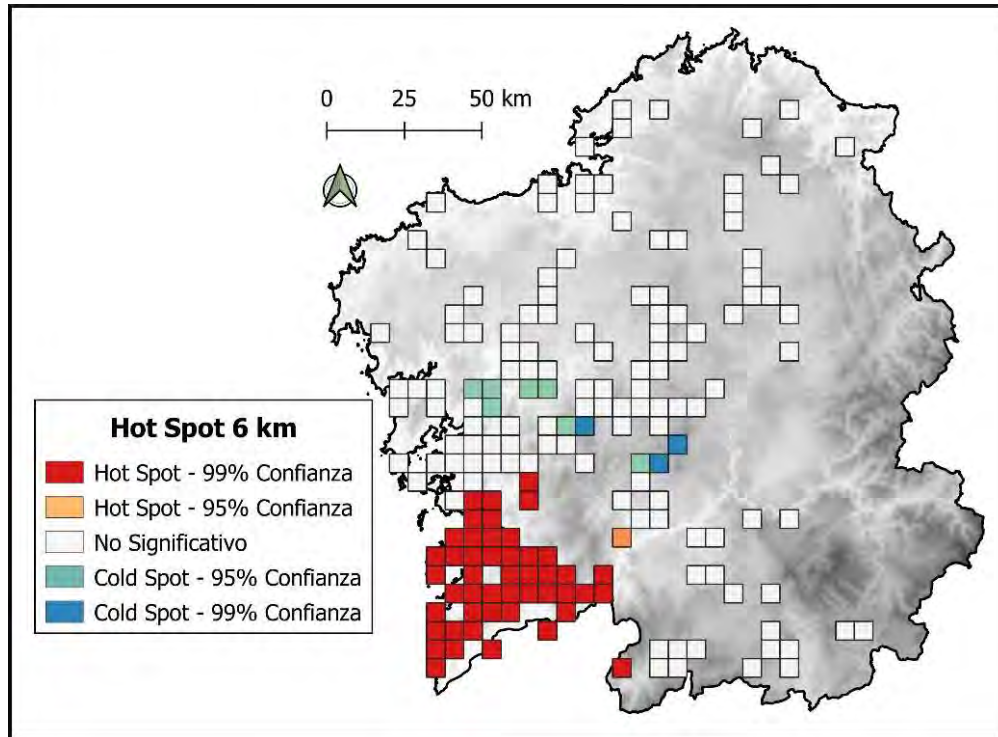 0 25 50 km
Hot Spot 6 km
Hot Spot - 99% Confianza
Hot Spot - 95% Confianza
No Significativo
Cold Spot - 95% Confianza
Cold Spot - 99% Confianza